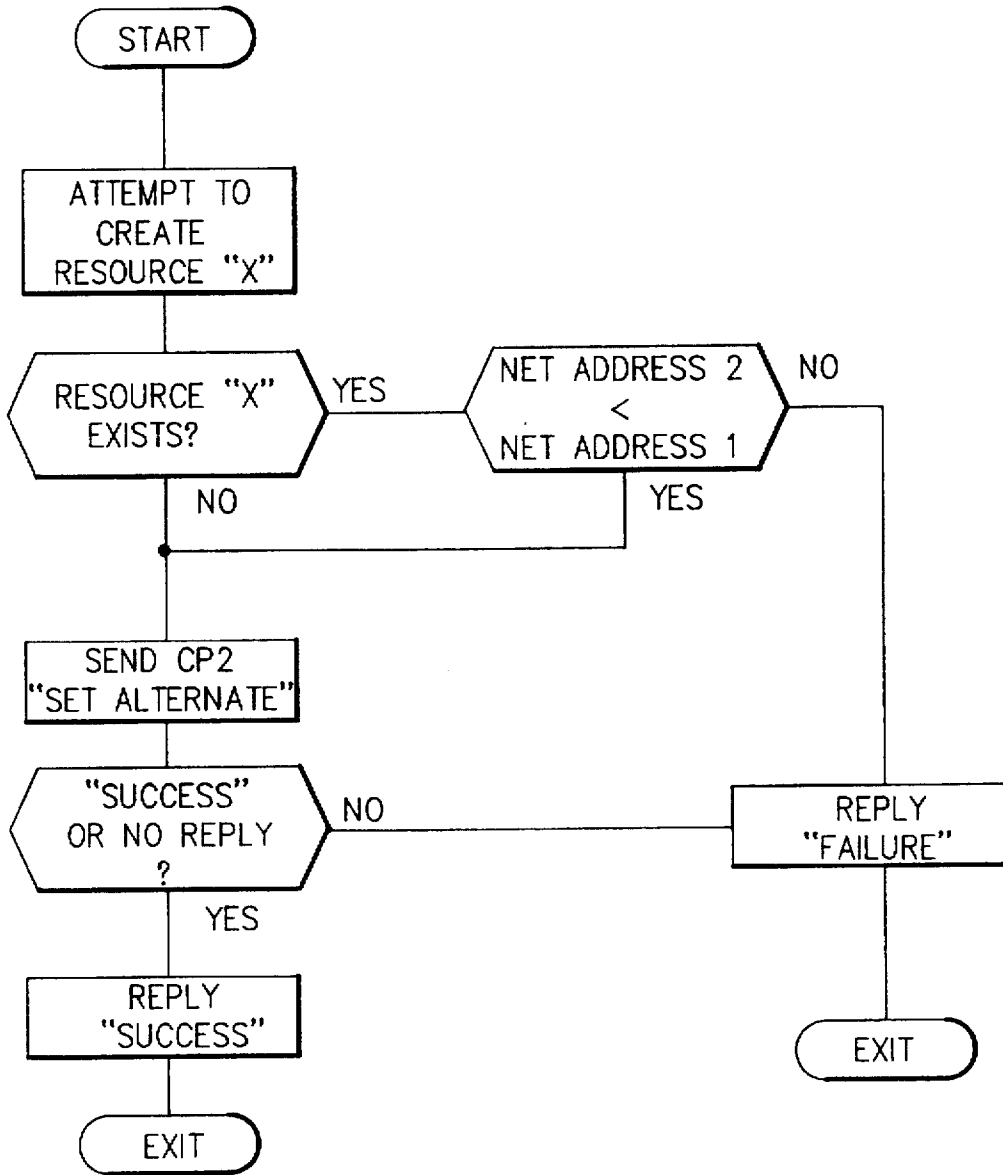 START
ATTEMPT TO
CREATE
RESOURCE "X"
RESOURCE "X"
EXISTS?
YES
NO
NET ADDRESS 2
<
NET ADDRESS 1
NO
YES
SEND CP2
"SET ALTERNATE"
"SUCCESS"
OR NO REPLY
?
NO
YES
REPLY
"FAILURE"
REPLY
"SUCCESS"
EXIT
EXIT